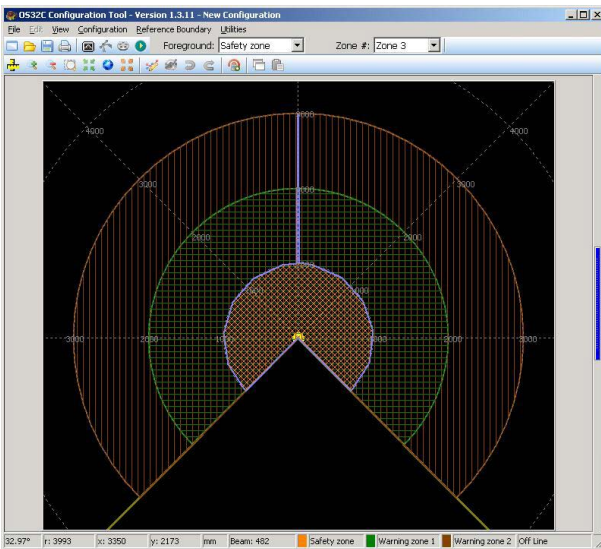 OS32C Configuration Tool - Version 1.3.11 - New Configuration
File Edit View Configuration Reference Boundary Utilities
Foreground: Safety zone Zone #: Zone 3
3000
4000 4000
3000 3000
2000
2000 2000
1000
1000 1000
3000 2000 1000 1000 2000 3000
32.97° r: 3993 x: 3350 y: 2173 mm Beam: 482 Safety zone Warning zone 1 Warning zone 2 Off Line